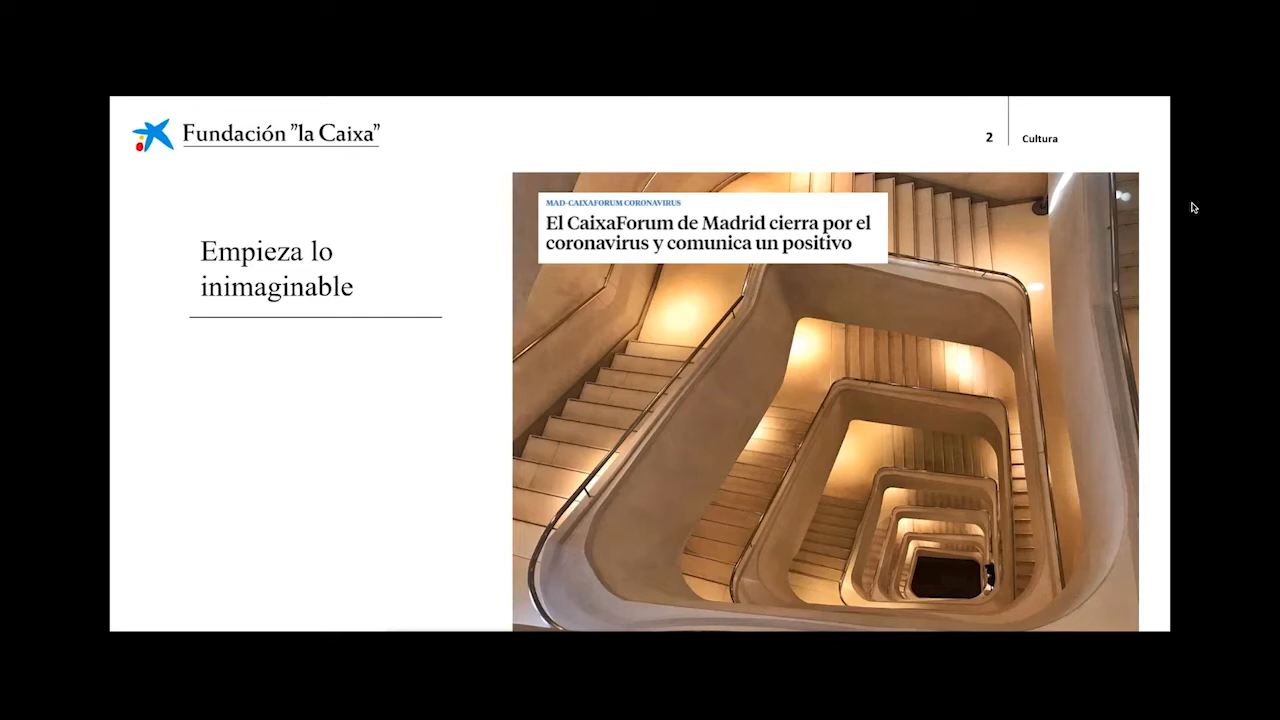 Fundación "la Caixa"
2
Cultura
Empieza lo
inimaginable
MAD-CAIXAFORUM CORONAVIRUS
El CaixaForum de Madrid cierra por el
coronavirus y comunica un positivo